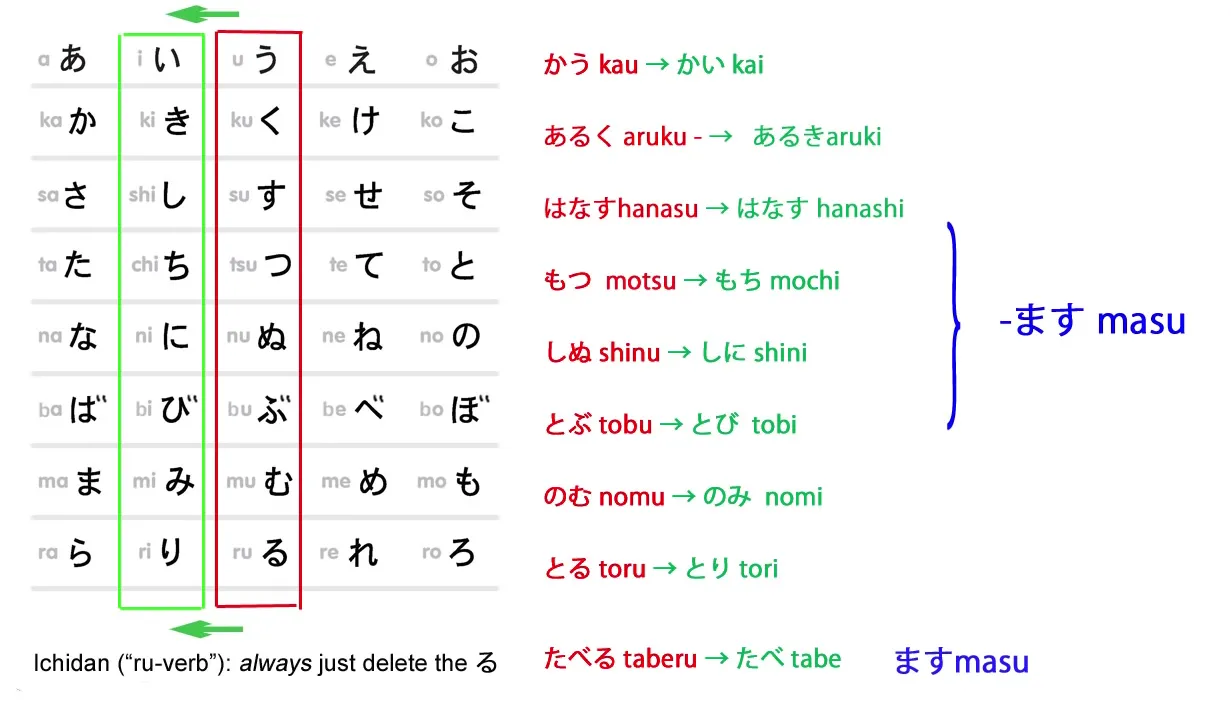 a あ i い u う e え o お かう kau → かい kai
ka か ki き ku く ke け ko こ あるく aruku - → あるきaruki
sa さ shi し su す se せ so そ はなすhanasu → はなす hanashi
ta た chi ち tsu つ te て to と もつ motsu → もち mochi
-ます masu
na な ni に nu ぬ ne ね no の しぬ shinu → しに shini
ba ば bi び bu ぶ be べ bo ぼ とぶ tobu → とび tobi
ma ま mi み mu む me め mo も のむ nomu → のみ nomi
ra ら ri り ru る re れ ro ろ とる toru → とり tori
Ichidan (“ru-verb”): always just delete the る たべる taberu → たべ tabe ますmasu